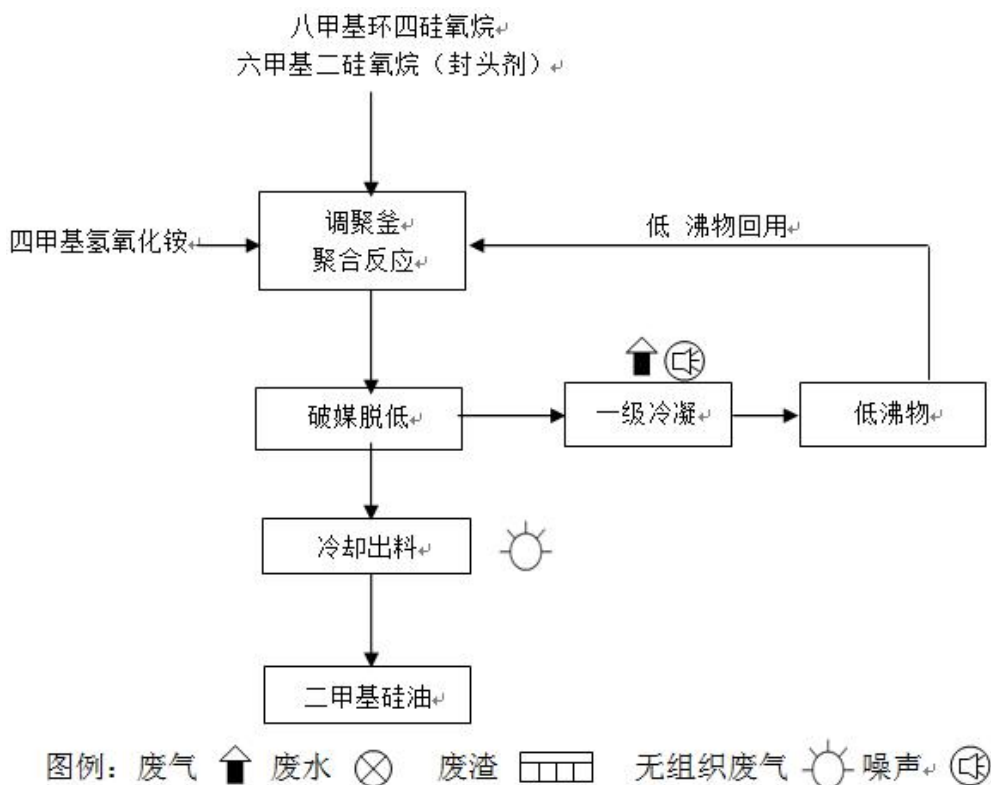 八甲基环四硅氧烷
六甲基二硅氧烷（封头剂）
四甲基氢氧化铵
调聚釜
聚合反应
低 沸物回用
破媒脱低
一级冷凝
低沸物
冷却出料
二甲基硅油
图例：废气 废水 废渣 无组织废气 噪声